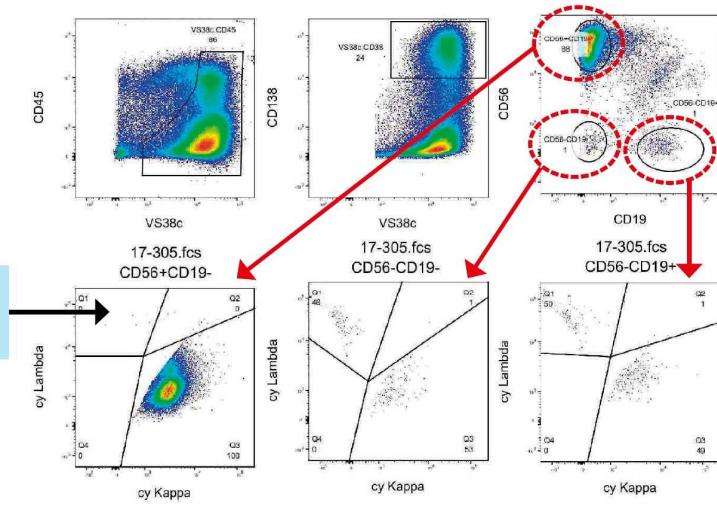 VS38c,CD45
86
CD45
VS38c
VS38c,CD38
24
CD138
VS38c
CD56+CD19-
88
CD56-CD19+
1
CD56-CD19-
1
CD56
CD19
17-305.fcs
CD56+CD19-
Q1
0
Q2
0
Q4
0
Q3
100
cy Lambda
cy Kappa
17-305.fcs
CD56-CD19-
Q1
46
Q2
1
Q4
0
Q3
53
cy Lambda
cy Kappa
17-305.fcs
CD56-CD19+
Q1
50
Q2
1
Q4
0
Q3
49
cy Lambda
cy Kappa